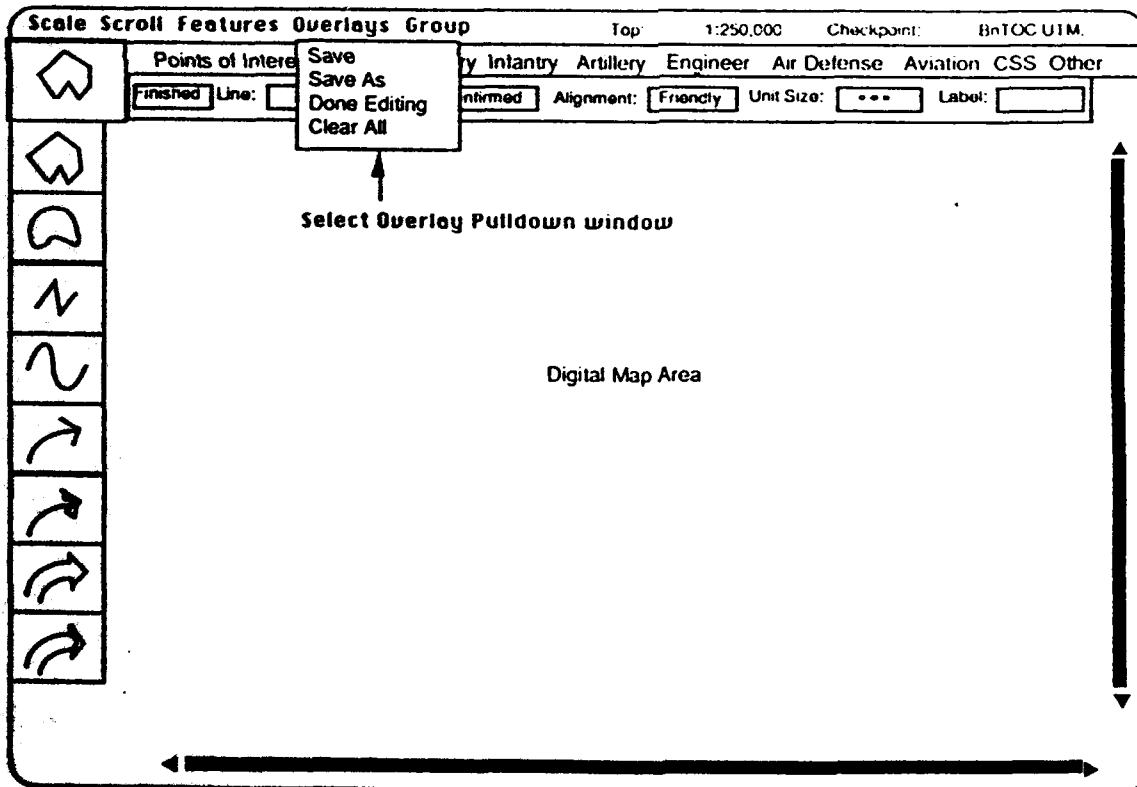 Scale Scroll Features Overlays Group Top: 1:250,000 Checkpoint: BnTOC UTM.
Points of Intere ry Infantry Artillery Engineer Air Defense Aviation CSS Other
Finished Line: nfirmed Alignment: Friendly Unit Size: ••• Label:
Save
Save As
Done Editing
Clear All
Select Overlay Pulldown window
Digital Map Area